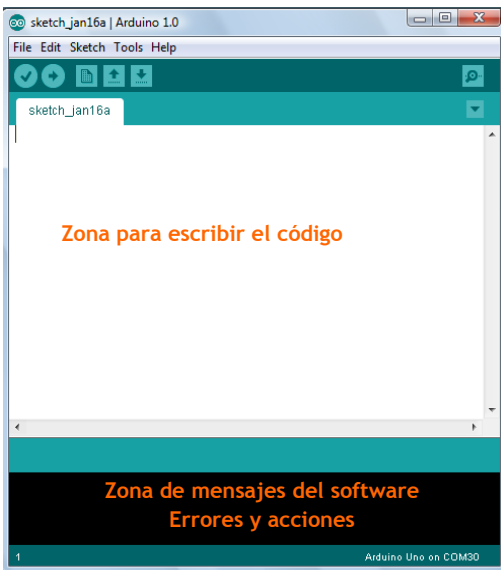 sketch_jan16a | Arduino 1.0
File Edit Sketch Tools Help
sketch_jan16a
Zona para escribir el código
Zona de mensajes del software
Errores y acciones
1
Arduino Uno on COM30